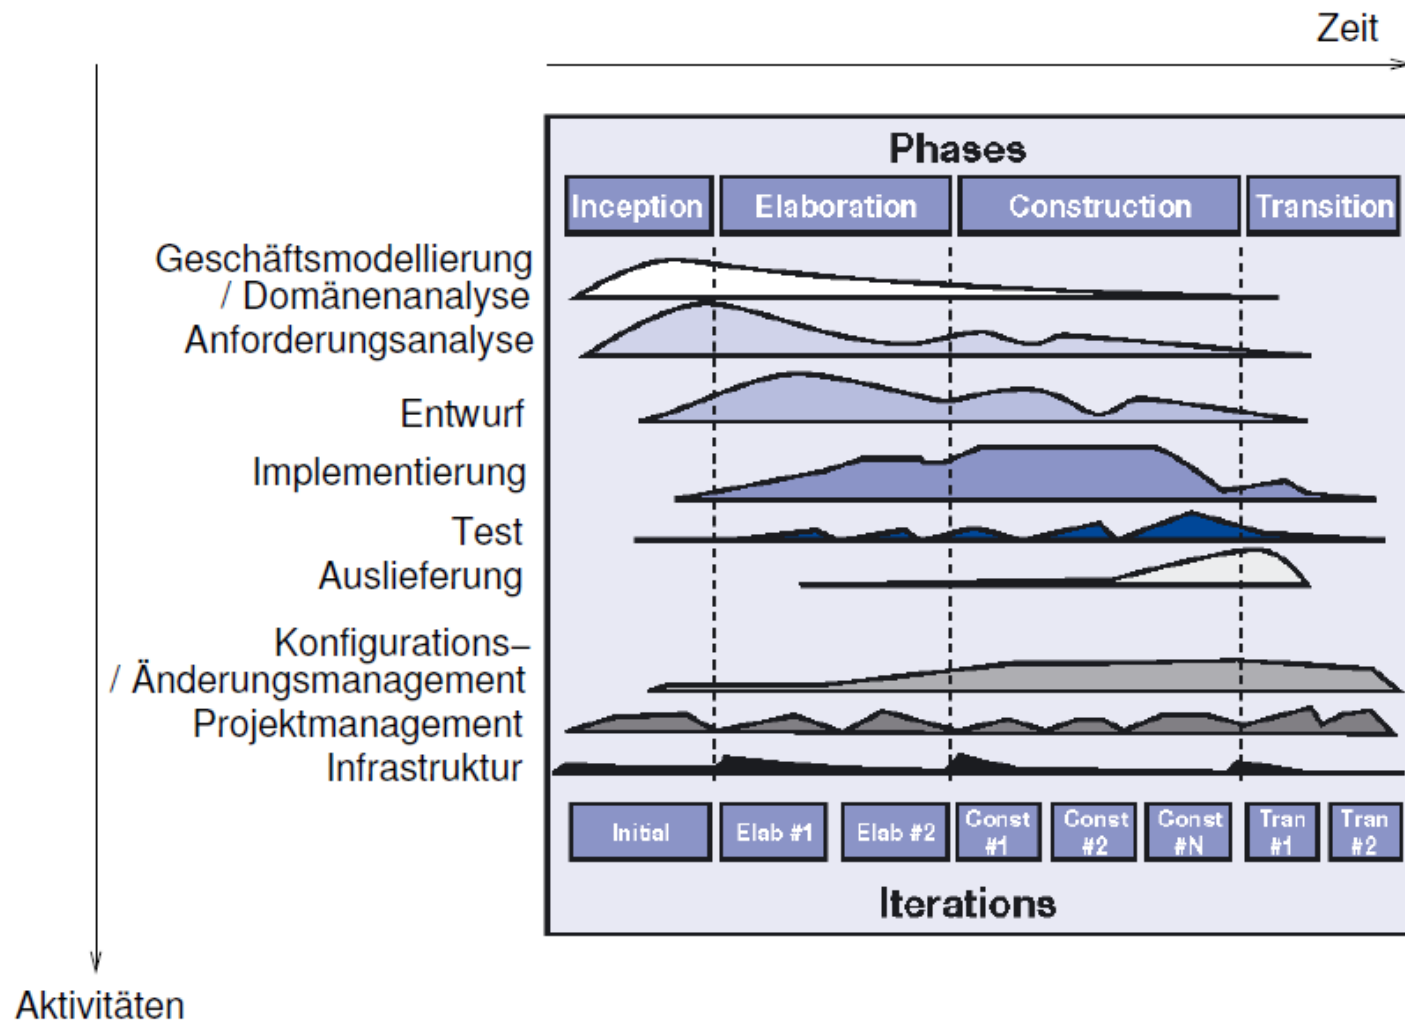 Zeit
Phases
Inception Elaboration Construction Transition
Geschäftsmodellierung
/ Domänenanalyse
Anforderungsanalyse
Entwurf
Implementierung
Test
Auslieferung
Konfigurations–
/ Änderungsmanagement
Projektmanagement
Infrastruktur
Initial
Elab #1
Elab #2
Const
#1
Const
#2
Const
#N
Tran
#1
Tran
#2
Iterations
Aktivitäten